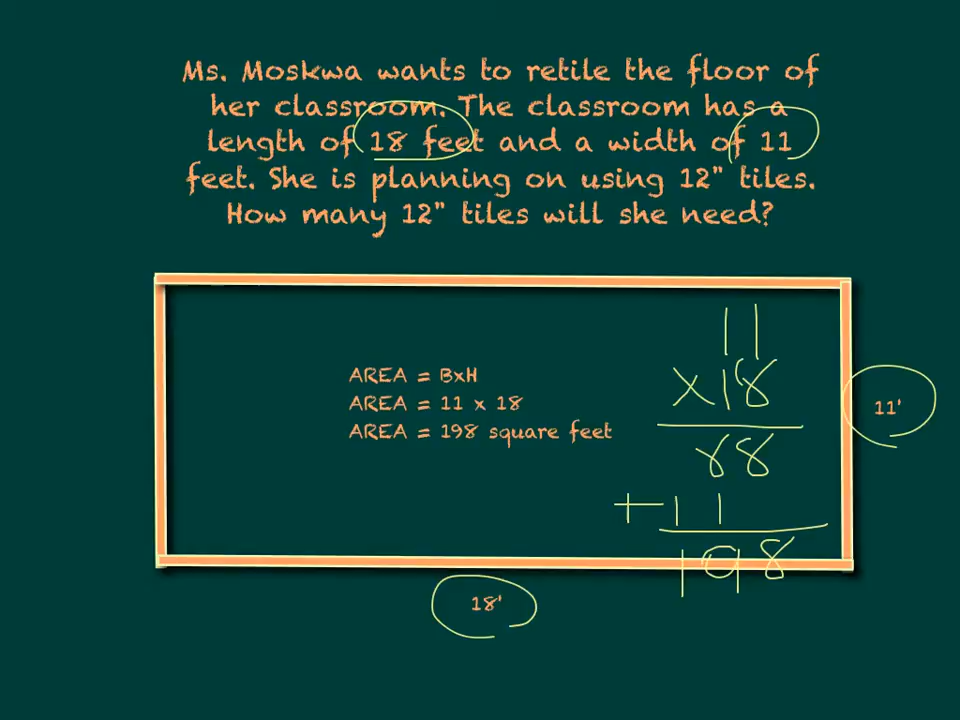 Ms. Moskwa wants to retile the floor of
her classroom. The classroom has a
length of 18 feet and a width of 11
feet. She is planning on using 12" tiles.
How many 12" tiles will she need?
11
x18
88
+11
198
AREA = BxH
AREA = 11 x 18
AREA = 198 square feet
11'
18'